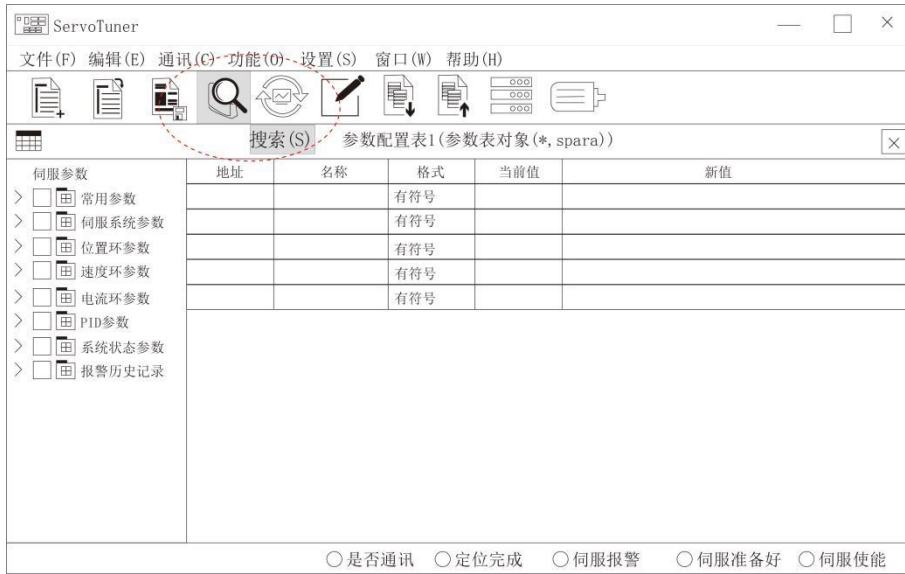 ServoTuner
文件(F) 编辑(E) 通讯(C) 功能(O) 设置(S) 窗口(W) 帮助(H)
搜索(S) 参数配置表1(参数表对象(*,spara))
伺服参数 地址 名称 格式 当前值 新值
常用参数 有符号
伺服系统参数 有符号
位置环参数 有符号
速度环参数 有符号
电流环参数 有符号
PID参数
系统状态参数
报警历史记录
是否通讯 定位完成 伺服报警 伺服准备好 伺服使能